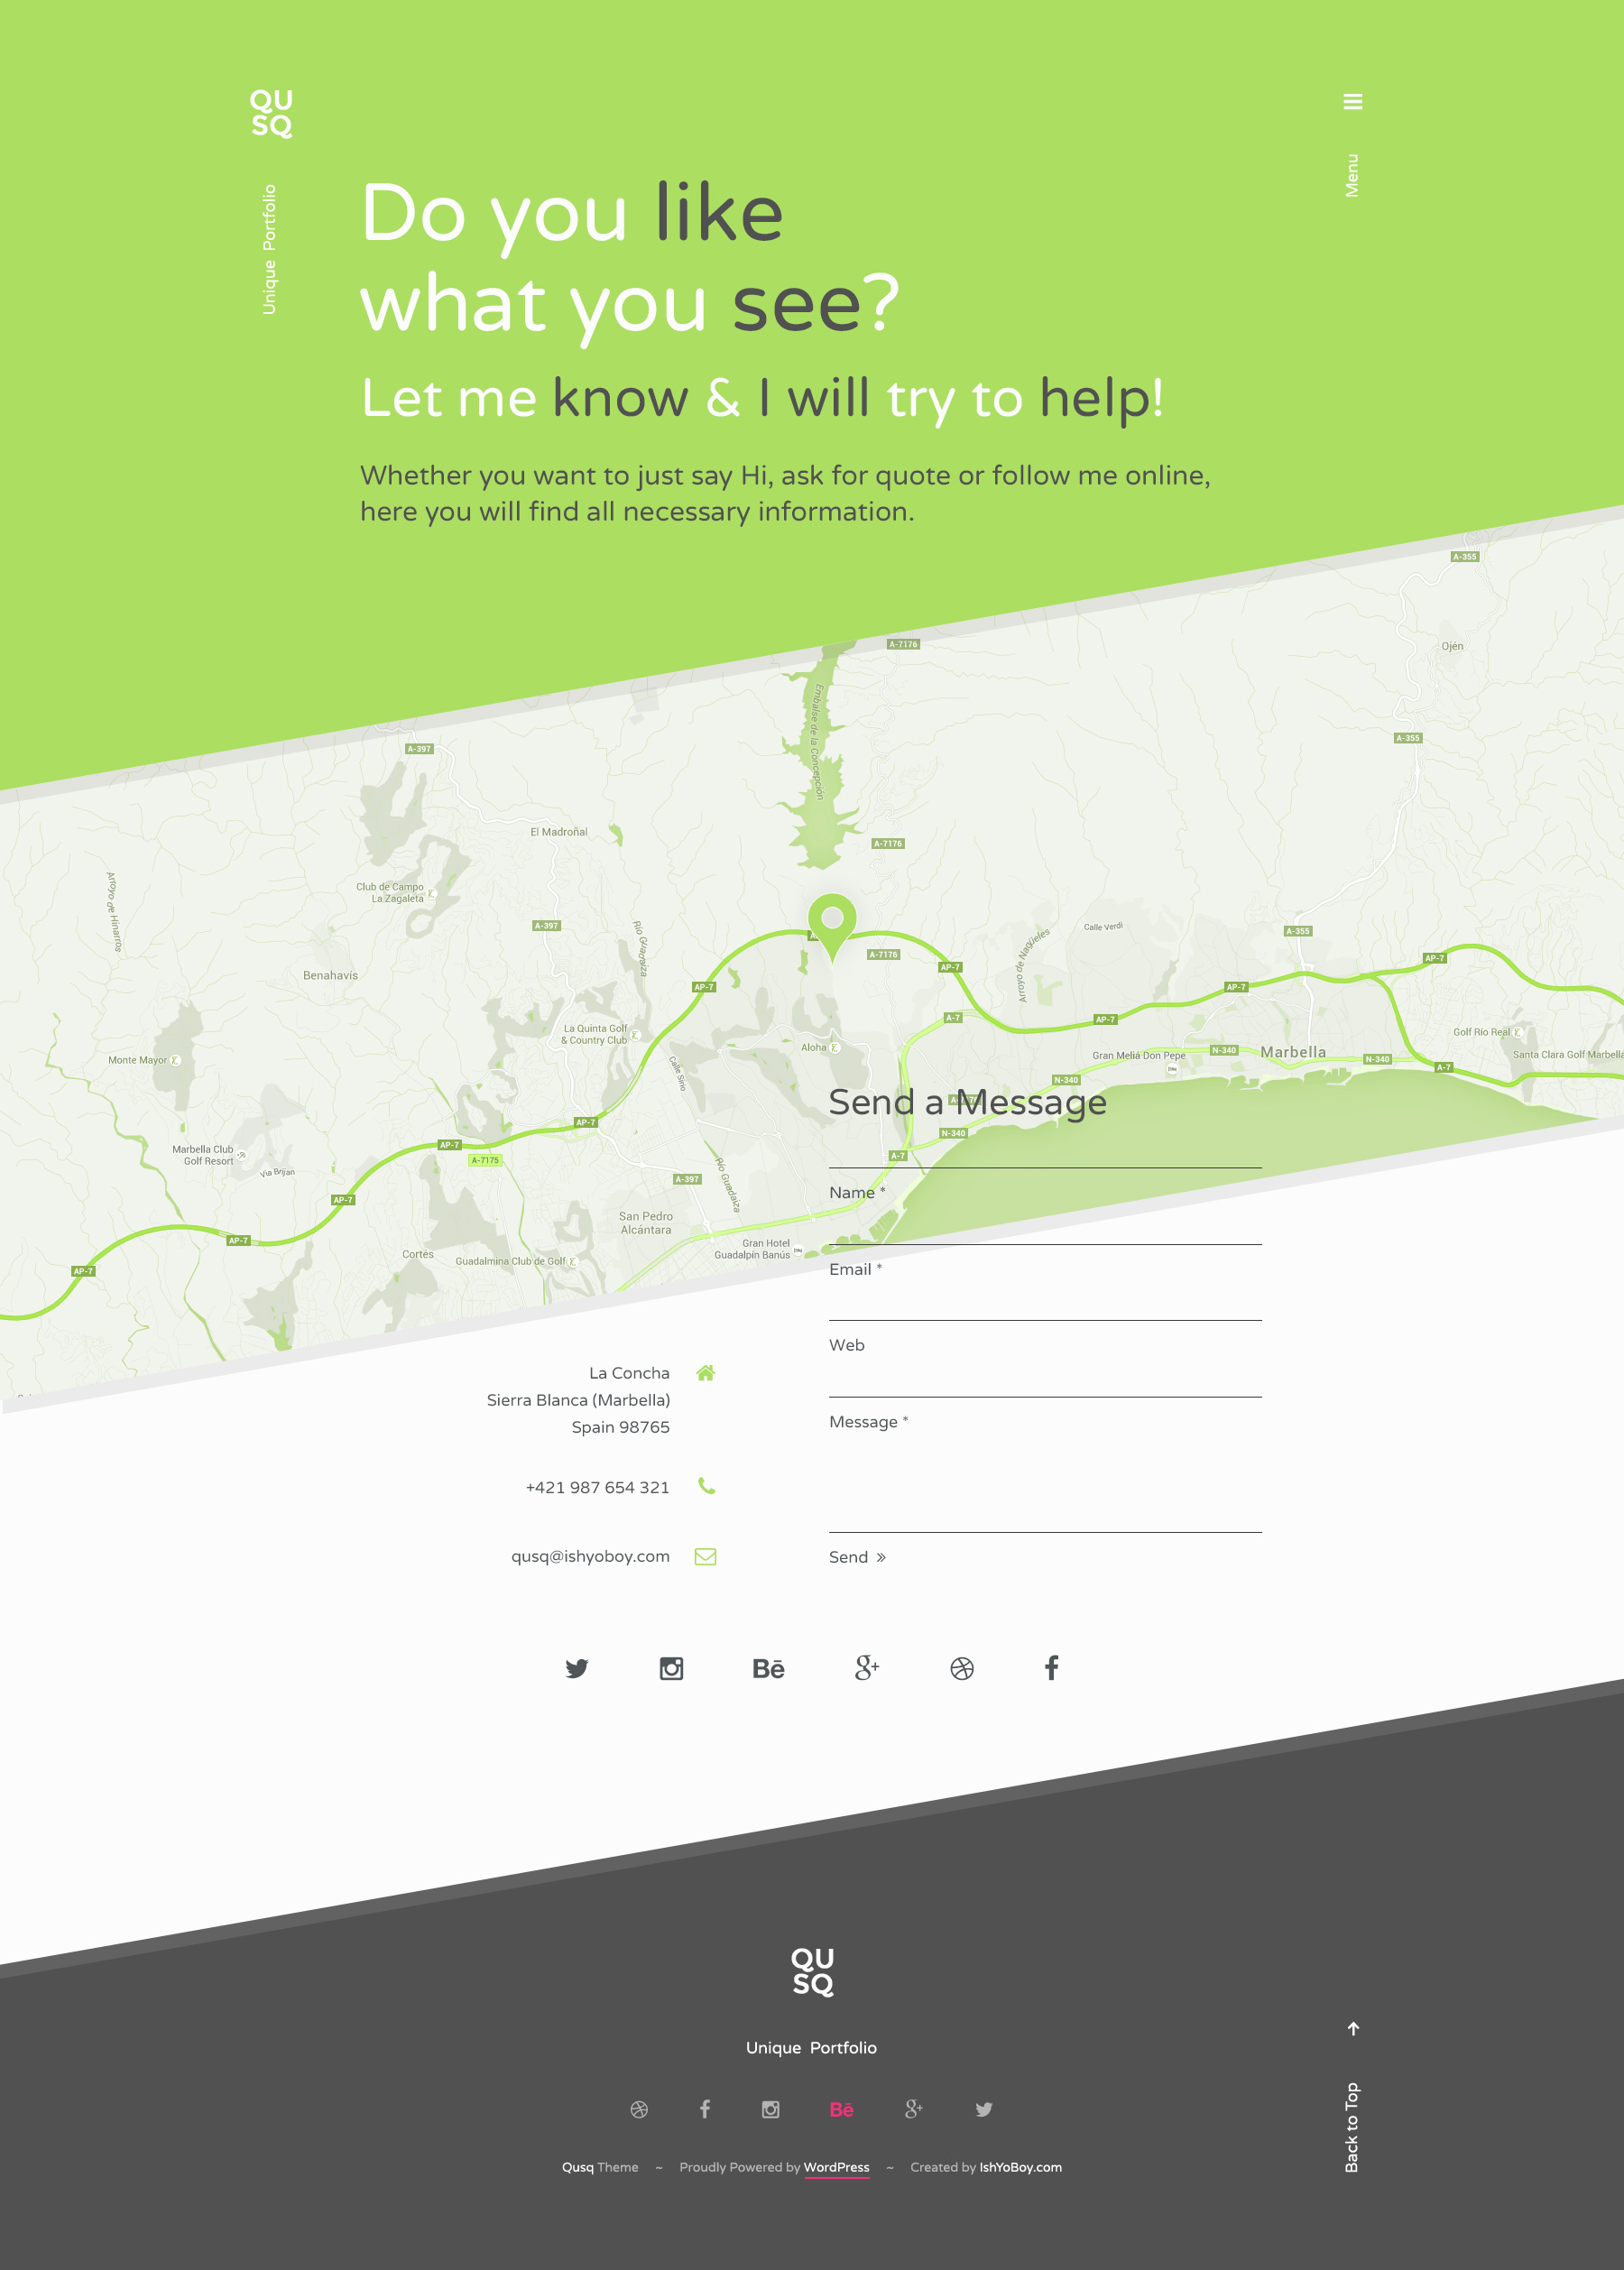 QU
SQ
Unique Portfolio
Menu
Do you like
what you see?
Let me know & I will try to help!
Whether you want to just say Hi, ask for quote or follow me online,
here you will find all necessary information.
A-355
A-7176
Ojén
Embalse de la Concepción
A-397
A-355
El Madroñal
A-7176
Arroyo de Hinarros
Club de Campo
La Zagaleta
A-397
Calle Verdi
A-355
Arroyo de Nagüeles
A-7176
AP-7
AP-7
Benahavís
AP-7
AP-7
A-7
AP-7
La Quinta Golf
& Country Club
Golf Río Real
Monte Mayor
Aloha
Gran Meliá Don Pepe
N-340
Marbella
N-340
Santa Clara Golf Marbella
A-7
Calle Sirio
N-340
Send a Message
AP-7
N-340
AP-7
A-7175
A-7
Marbella Club
Golf Resort
Vía Brijan
A-397
Río Guadaiza
Name *
AP-7
San Pedro
Alcántara
AP-7
Gran Hotel
Guadalpín Banús
Cortes
Guadalmina Club de Golf
AP-7
Email *
Web
La Concha
Sierra Blanca (Marbella)
Spain 98765
Message *
+421 987 654 321
qusq@ishyoboy.com
Send »
Bē
g+
QU
SQ
Unique Portfolio
Bē
g+
Back to Top
Qusq Theme ~ Proudly Powered by WordPress ~ Created by IshYoBoy.com